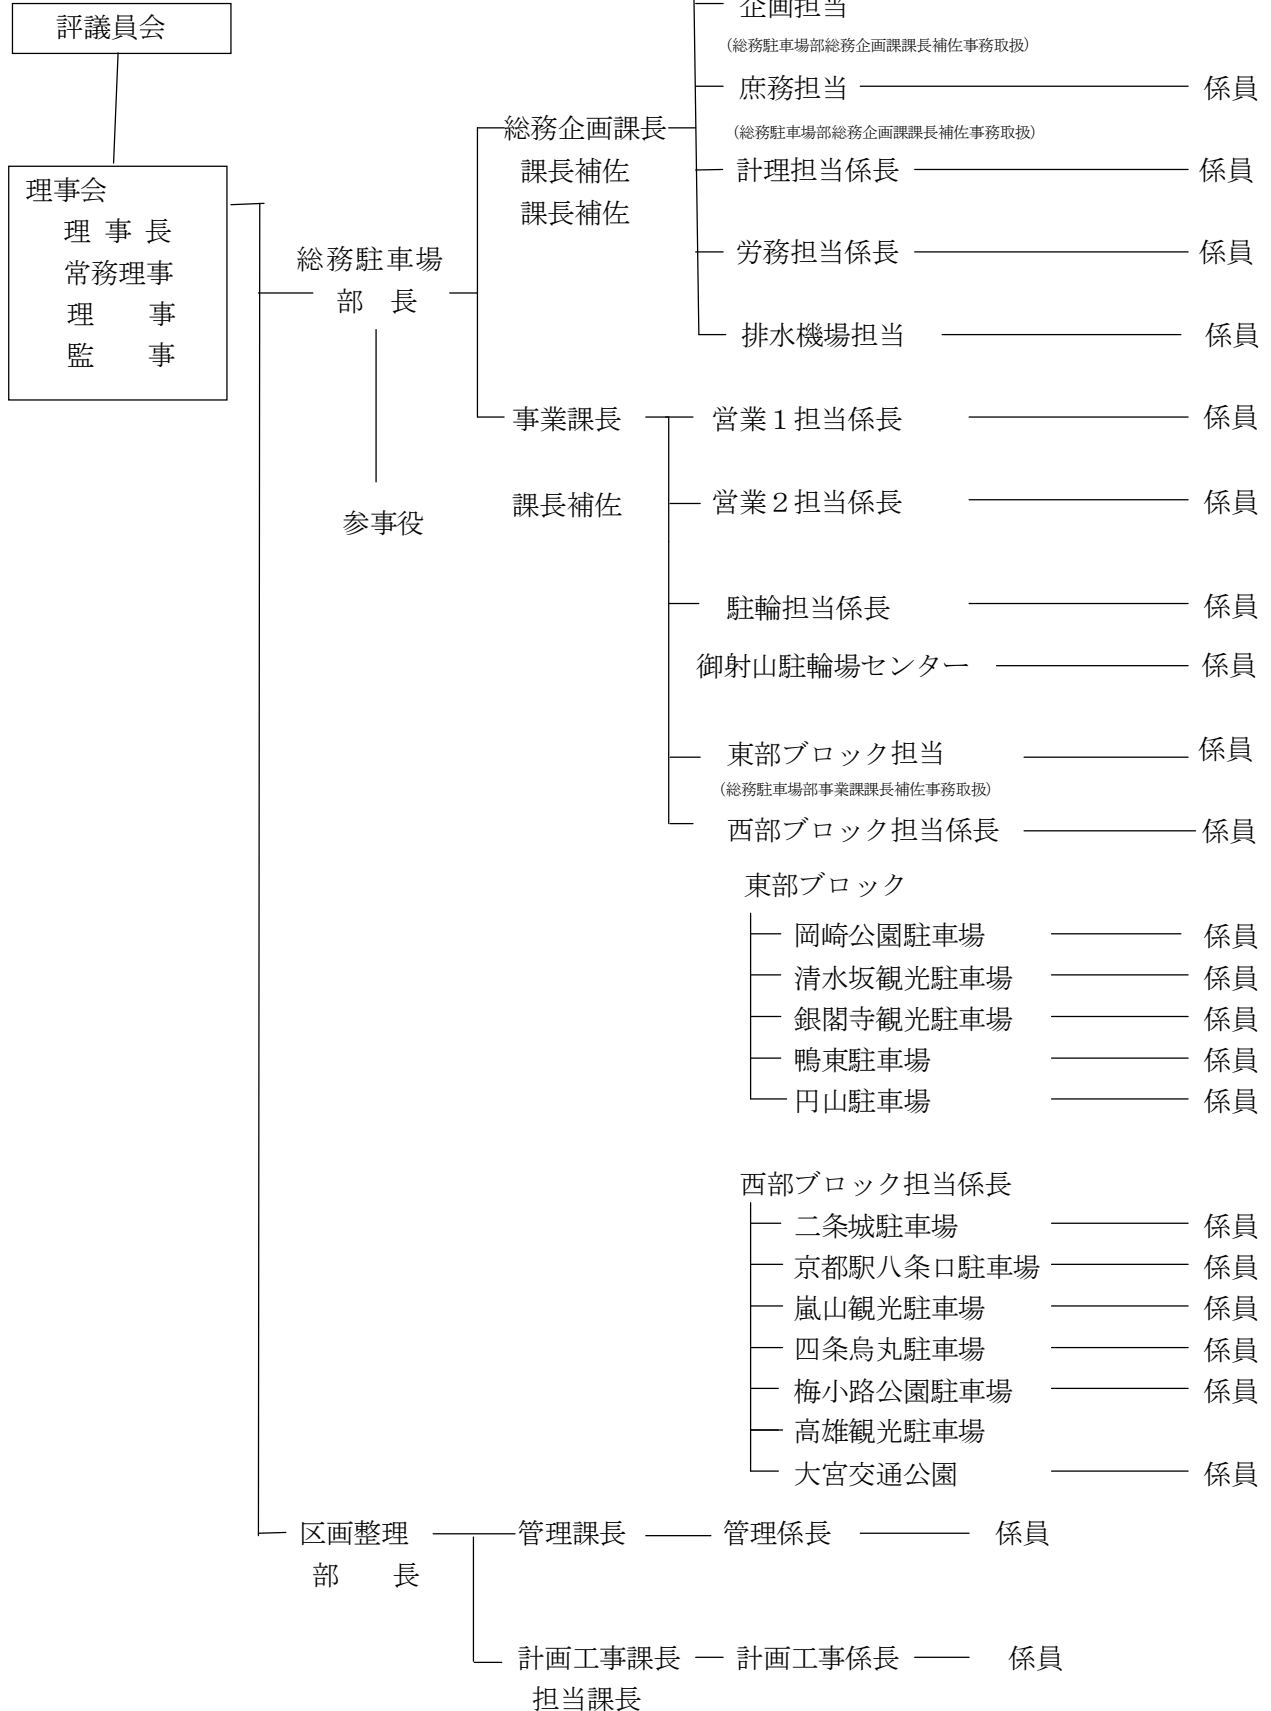 企画担当
評議員会
(総務駐車場部総務企画課課長補佐事務取扱)
庶務担当 係員
総務企画課長 (総務駐車場部総務企画課課長補佐事務取扱)
課長補佐 計理担当係長 係員
理事会
課長補佐
理事長
労務担当係長 係員
総務駐車場
常務理事
部 長
理 事
排水機場担当 係員
監 事
事業課長 営業1担当係長 係員
課長補佐 営業2担当係長 係員
参事役
駐輪担当係長 係員
御射山駐輪場センター 係員
東部ブロック担当 係員
(総務駐車場部事業課課長補佐事務取扱)
西部ブロック担当係長 係員
東部ブロック
岡崎公園駐車場 係員
清水坂観光駐車場 係員
銀閣寺観光駐車場 係員
鴨東駐車場 係員
円山駐車場 係員
西部ブロック担当係長
二条城駐車場 係員
京都駅八条口駐車場 係員
嵐山観光駐車場 係員
四条烏丸駐車場 係員
梅小路公園駐車場 係員
高雄観光駐車場
大宮交通公園 係員
区画整理 管理課長 管理係長 係員
部 長
計画工事課長 計画工事係長 係員
担当課長